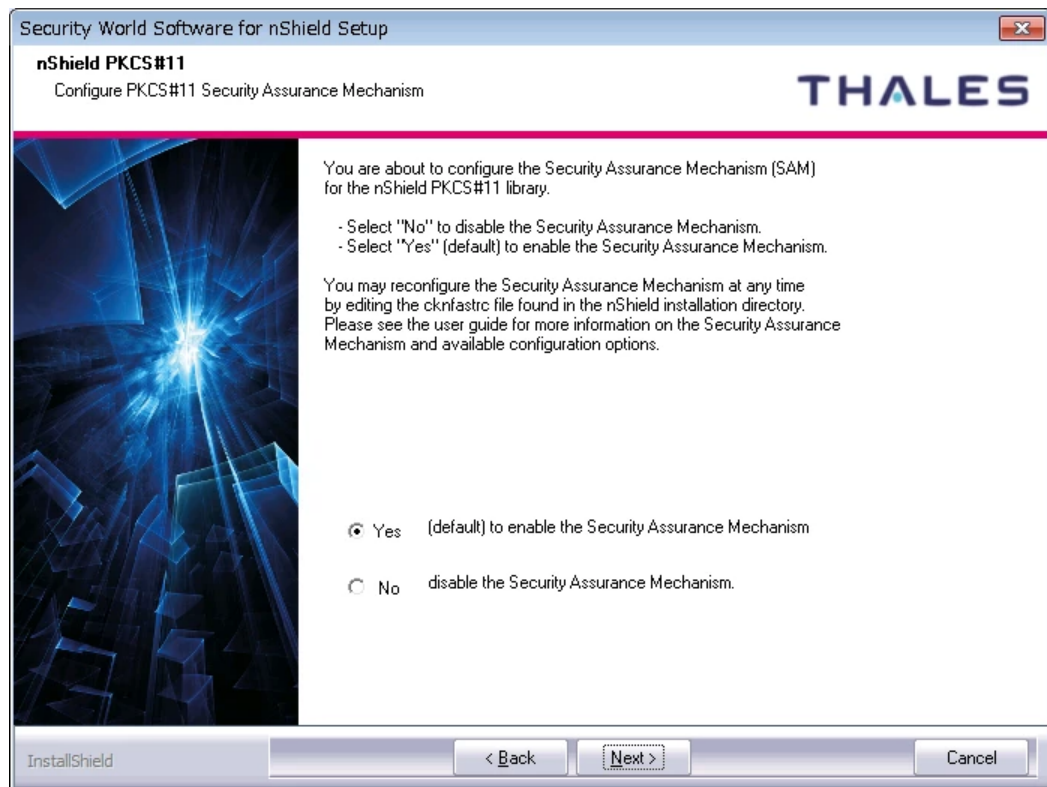 Security World Software for nShield Setup
nShield PKCS#11
Configure PKCS#11 Security Assurance Mechanism
THALES
You are about to configure the Security Assurance Mechanism (SAM)
for the nShield PKCS#11 library.
- Select "No" to disable the Security Assurance Mechanism.
- Select "Yes" (default) to enable the Security Assurance Mechanism.
You may reconfigure the Security Assurance Mechanism at any time
by editing the cknfastrc file found in the nShield installation directory.
Please see the user guide for more information on the Security Assurance
Mechanism and available configuration options.
Yes (default) to enable the Security Assurance Mechanism
No disable the Security Assurance Mechanism.
InstallShield
< Back Next > Cancel